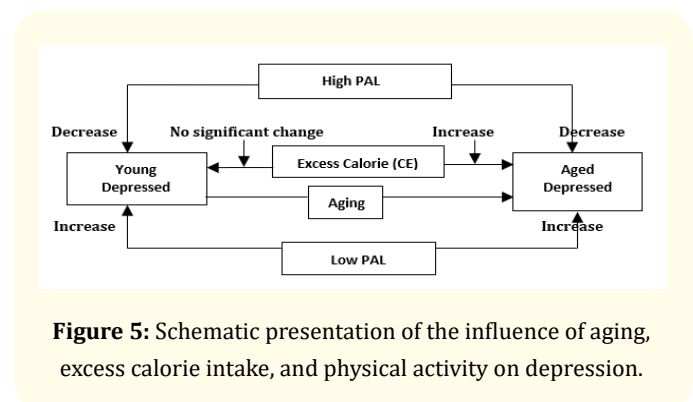 High PAL
Decrease
No significant change
Increase
Decrease
Young
Depressed
Excess Calorie (CE)
Aged
Depressed
Aging
Increase
Increase
Low PAL
Figure 5: Schematic presentation of the influence of aging,
excess calorie intake, and physical activity on depression.